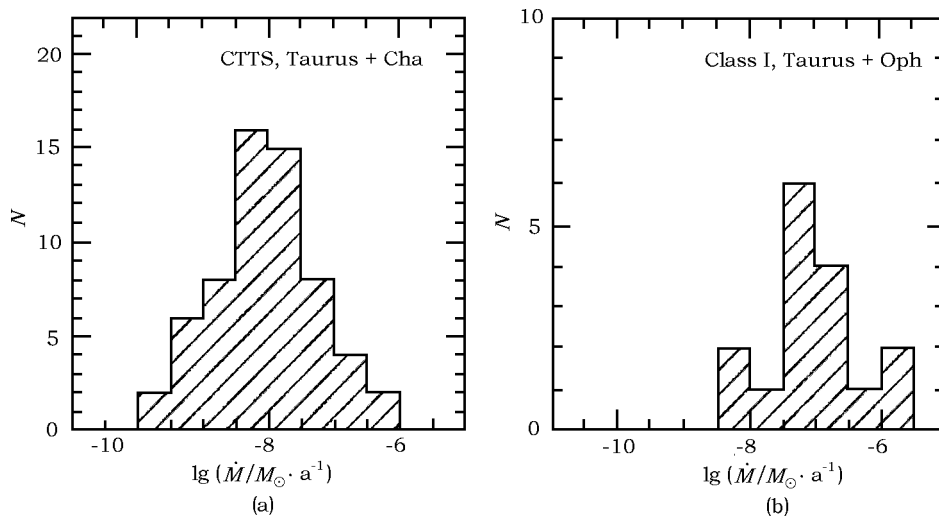 CTTS, Taurus + Cha
20
15
10
5
0
N
-10
-8
-6
lg (Ṁ/M⊙ · a⁻¹)
(a)
Class I, Taurus + Oph
10
5
0
N
-10
-8
-6
lg (Ṁ/M⊙ · a⁻¹)
(b)